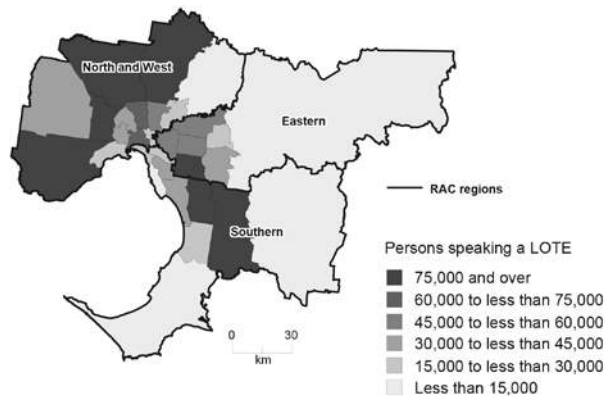 North and West
Eastern
RAC regions
Southern
Persons speaking a LOTE
75,000 and over
60,000 to less than 75,000
45,000 to less than 60,000
30,000 to less than 45,000
15,000 to less than 30,000
Less than 15,000
0 30
km